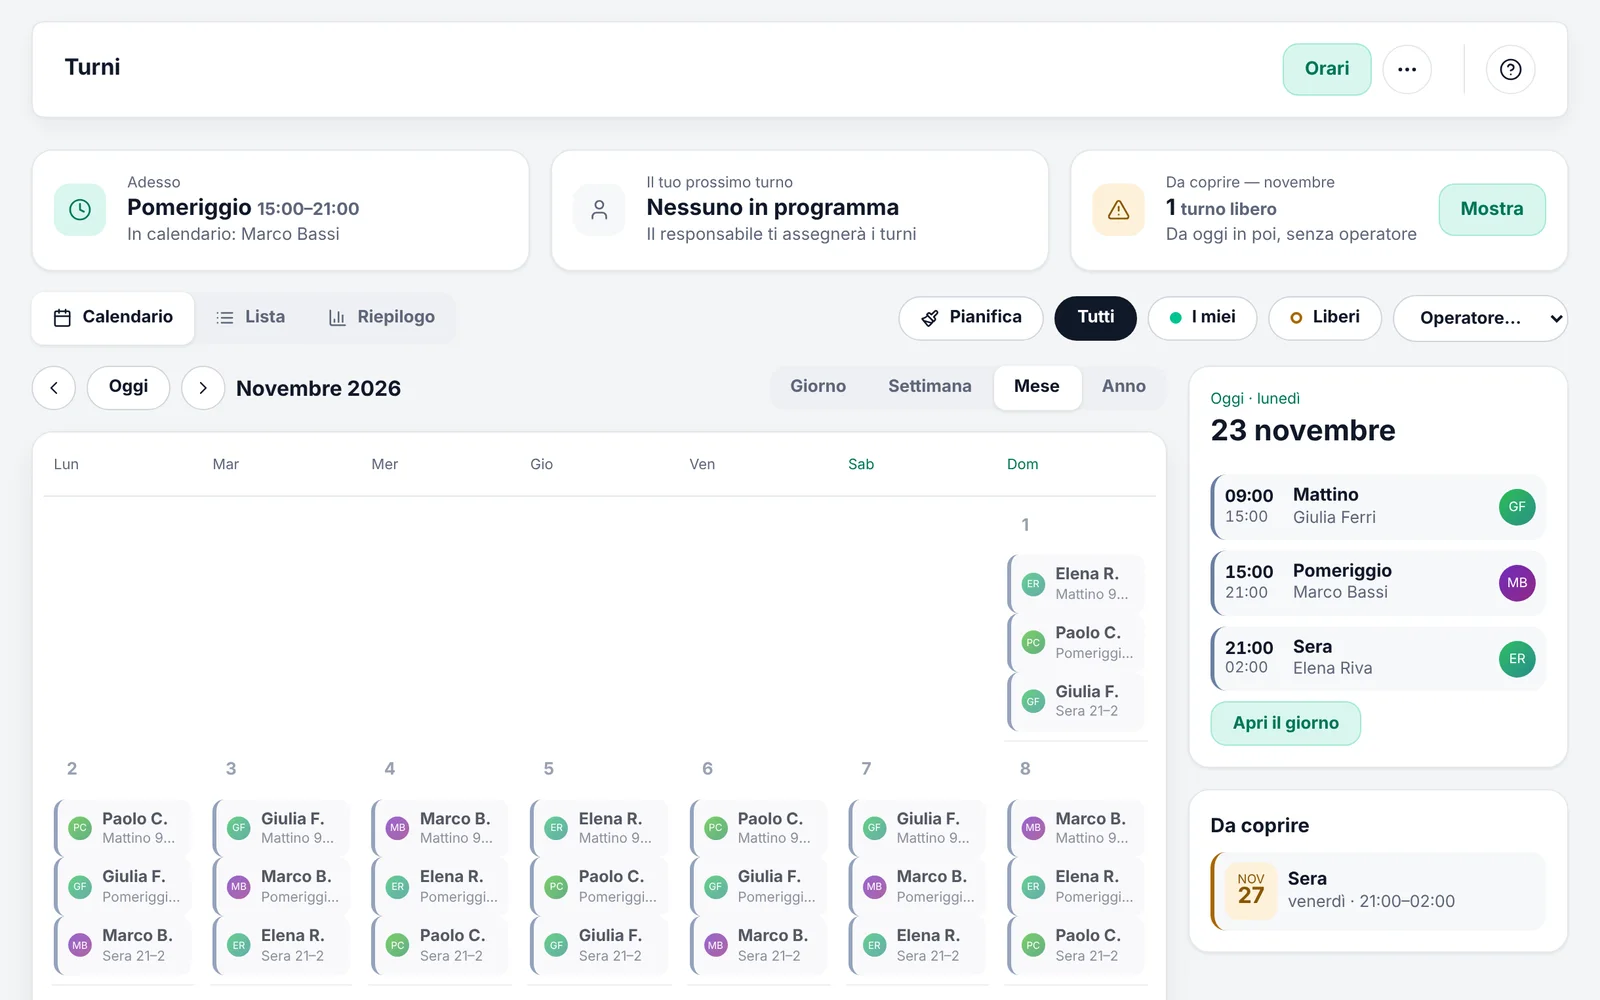 Turni
Orari
Adesso
Pomeriggio 15:00–21:00
In calendario: Marco Bassi
Il tuo prossimo turno
Nessuno in programma
Il responsabile ti assegnerà i turni
Da coprire — novembre
1 turno libero
Da oggi in poi, senza operatore
Mostra
Calendario
Lista
Riepilogo
Pianifica
Tutti
I miei
Liberi
Operatore...
Oggi
Novembre 2026
Giorno
Settimana
Mese
Anno
Lun Mar Mer Gio Ven Sab Dom
1
ER Elena R.
Mattino 9...
PC Paolo C.
Pomeriggi...
GF Giulia F.
Sera 21–2
2 3 4 5 6 7 8
PC Paolo C. GF Giulia F. MB Marco B. ER Elena R. PC Paolo C. GF Giulia F. MB Marco B.
Mattino 9... Mattino 9... Mattino 9... Mattino 9... Mattino 9... Mattino 9... Mattino 9...
GF Giulia F. MB Marco B. ER Elena R. PC Paolo C. GF Giulia F. MB Marco B. ER Elena R.
Pomeriggi... Pomeriggi... Pomeriggi... Pomeriggi... Pomeriggi... Pomeriggi... Pomeriggi...
MB Marco B. ER Elena R. PC Paolo C. GF Giulia F. MB Marco B. ER Elena R. PC Paolo C.
Sera 21–2 Sera 21–2 Sera 21–2 Sera 21–2 Sera 21–2 Sera 21–2 Sera 21–2
Oggi · lunedì
23 novembre
09:00 Mattino
15:00 Giulia Ferri
GF
15:00 Pomeriggio
21:00 Marco Bassi
MB
21:00 Sera
02:00 Elena Riva
ER
Apri il giorno
Da coprire
NOV
27
Sera
venerdì · 21:00–02:00